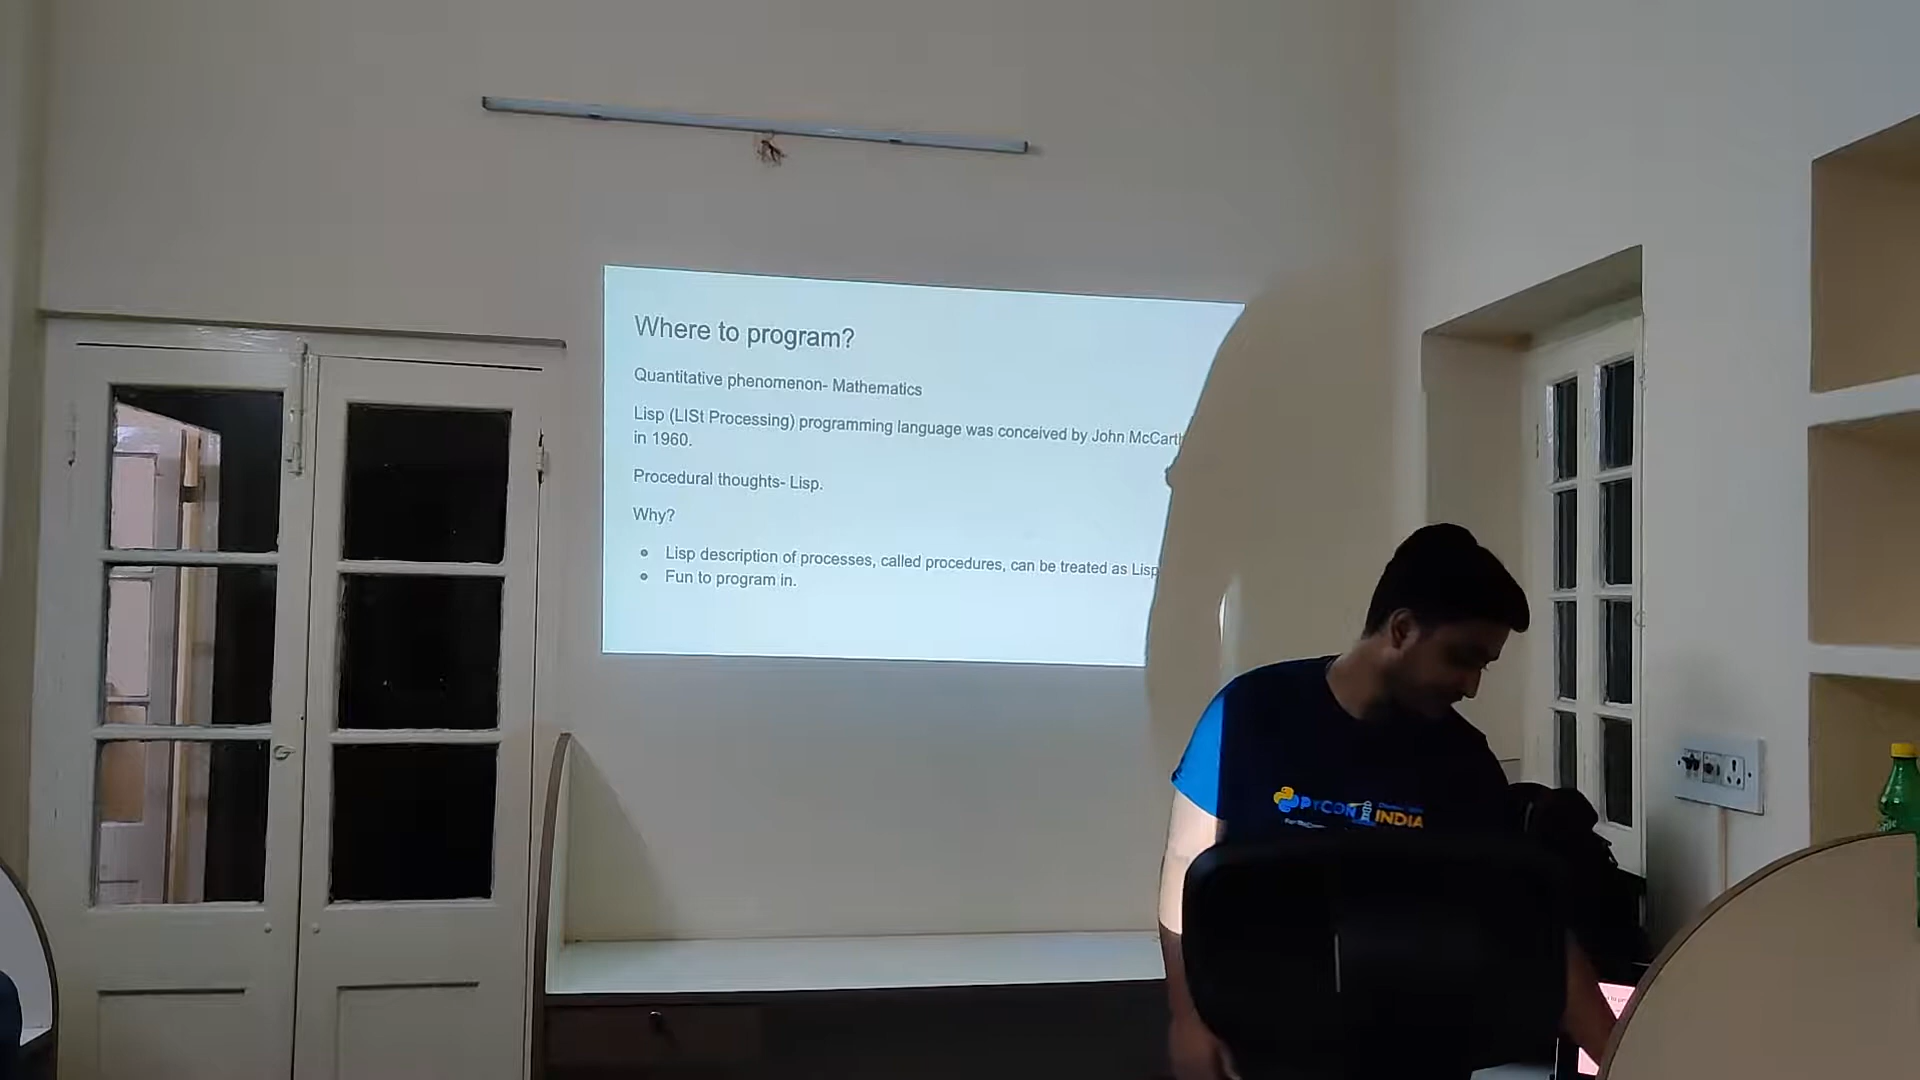 Where to program?
Quantitative phenomenon- Mathematics
Lisp (LISt Processing) programming language was conceived by John
in 1960.
Procedural thoughts- Lisp.
Why?
Lisp description of processes, called procedures, can be treated as Lisp
Fun to program in.
PYCON INDIA